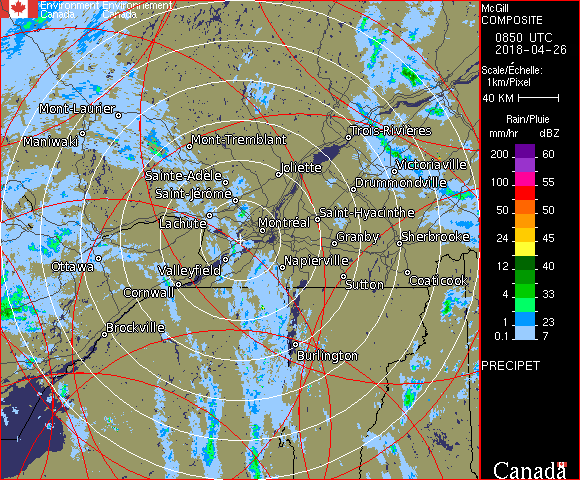 Environment Environnement
Canada Canada
McGill
COMPOSITE
0850 UTC
2018-04-26
Scale/Échelle:
1km/Pixel
40 KM
Rain/Pluie
mm/hr dBZ
200 60
100 55
50 50
24 45
12 40
4 33
1 20
0.1 7
PRECIPET
Canada
Mont-Laurier
Maniwaki
Mont-Tremblant
Trois-Rivières
Sainte-Adèle
Joliette
Victoriaville
Saint-Jérôme
Drummondville
Lachute
Montréal
Saint-Hyacinthe
Granby
Sherbrooke
Ottawa
Valleyfield
Napierville
Cornwall
Sutton
Coaticook
Brockville
Burlington